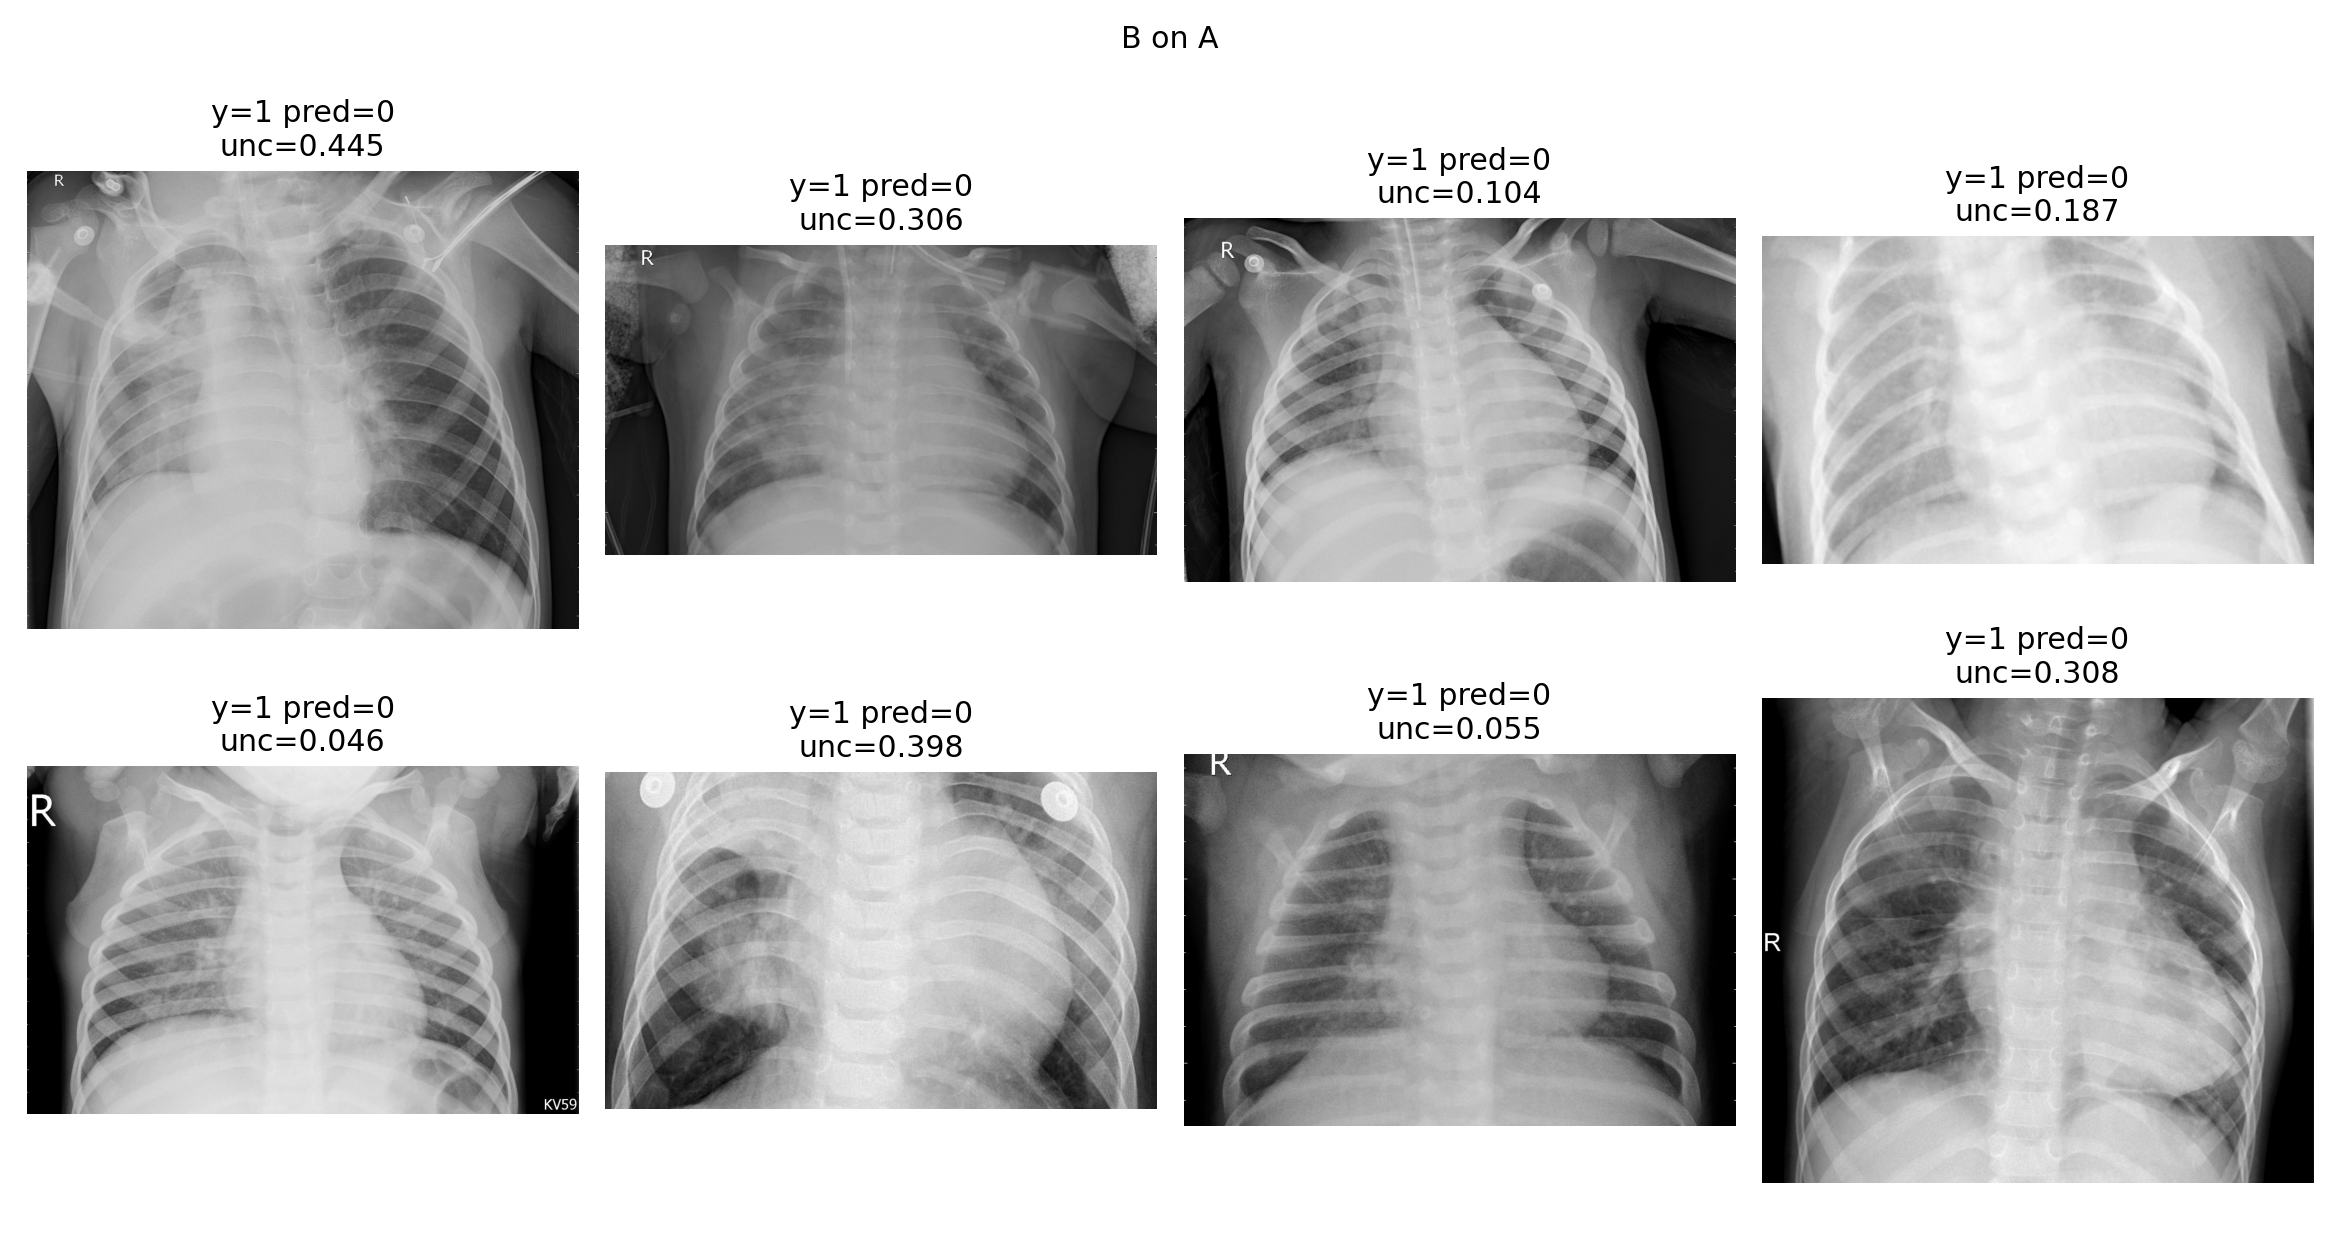 B on A
y=1 pred=0
unc=0.445
y=1 pred=0
unc=0.306
y=1 pred=0
unc=0.104
y=1 pred=0
unc=0.187
R
R
R
y=1 pred=0
unc=0.046
y=1 pred=0
unc=0.398
y=1 pred=0
unc=0.055
y=1 pred=0
unc=0.308
R
KV59
R
R